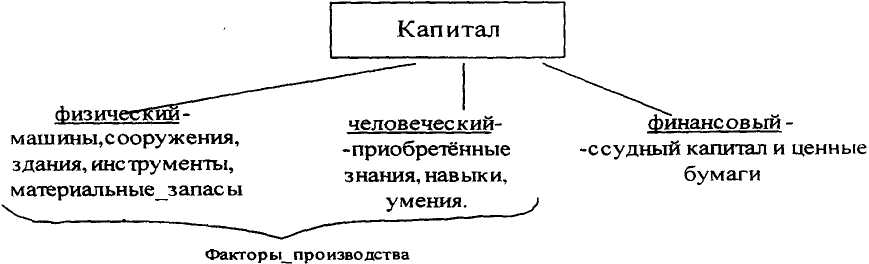 Капитал
физический-
машины,сооружения,
здания,инструменты,
материальные_запасы
человеческий-
-приобретённые
знания,навыки,
умения.
финансовый -
-ссудный капитал и ценные
бумаги
Факторы_производства